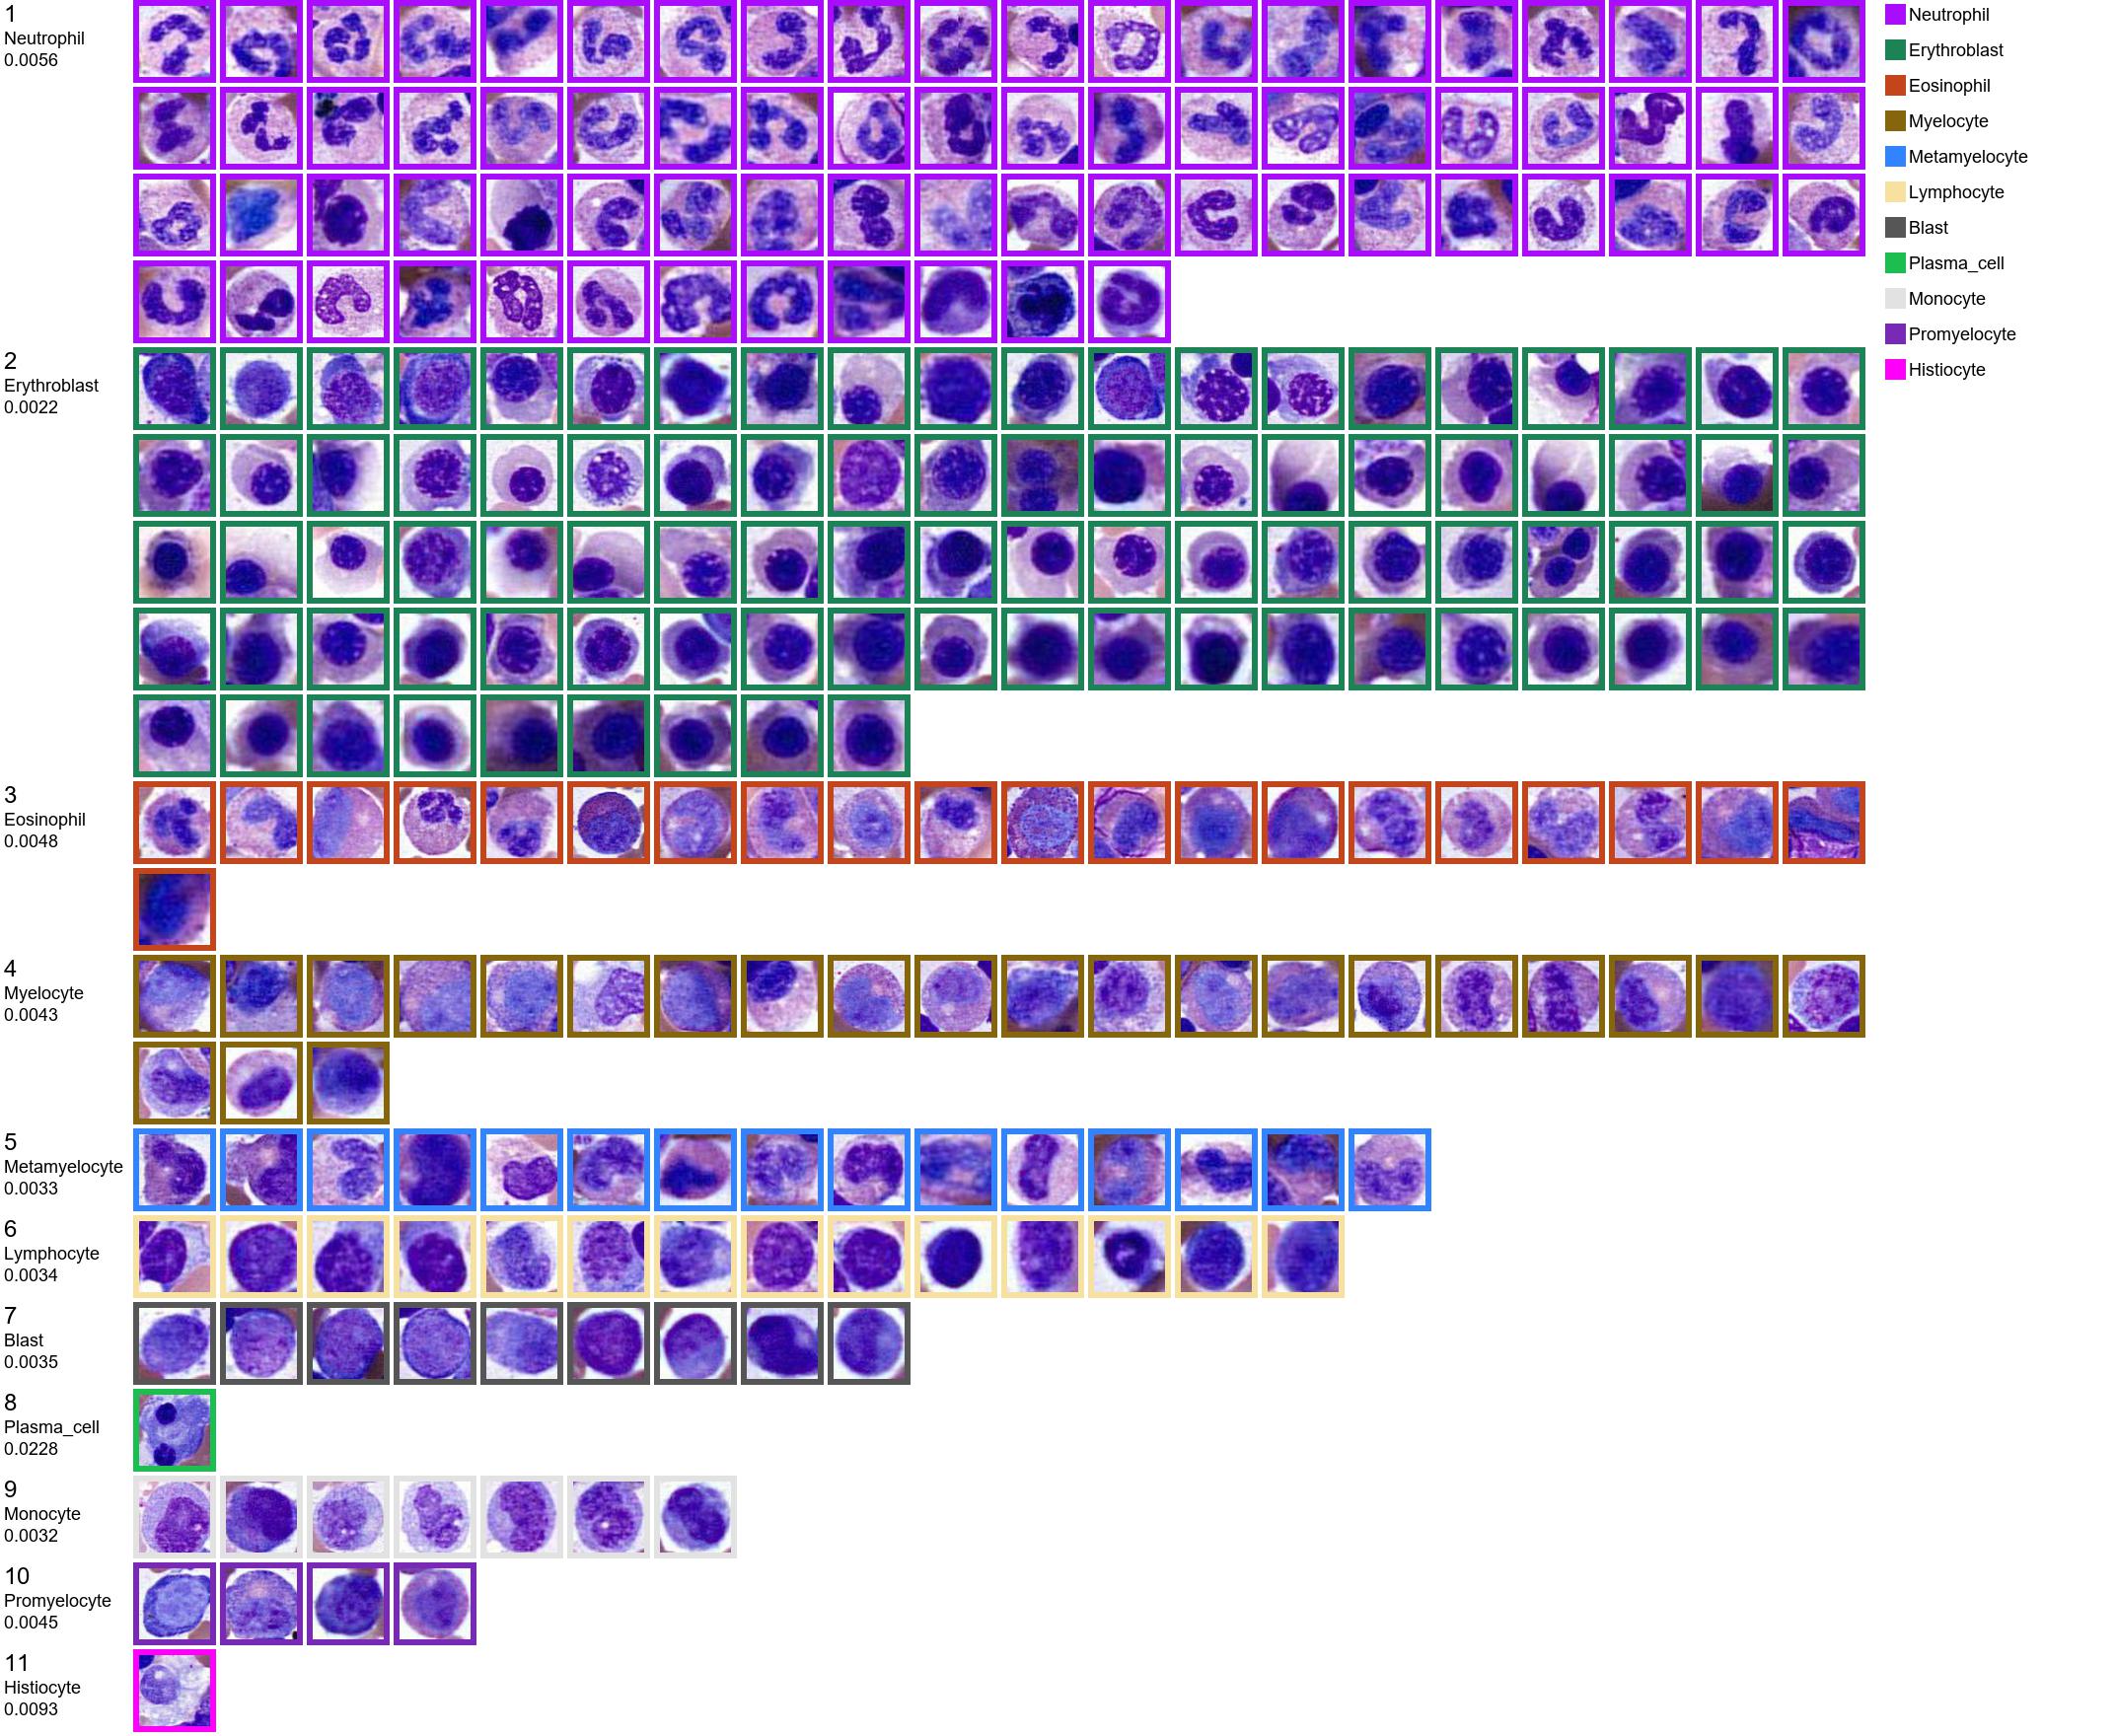 1
Neutrophil
0.0056
2
Erythroblast
0.0022
3
Eosinophil
0.0048
4
Myelocyte
0.0043
5
Metamyelocyte
0.0033
6
Lymphocyte
0.0034
7
Blast
0.0035
8
Plasma_cell
0.0228
9
Monocyte
0.0032
10
Promyelocyte
0.0045
11
Histiocyte
0.0093
Neutrophil
Erythroblast
Eosinophil
Myelocyte
Metamyelocyte
Lymphocyte
Blast
Plasma_cell
Monocyte
Promyelocyte
Histiocyte